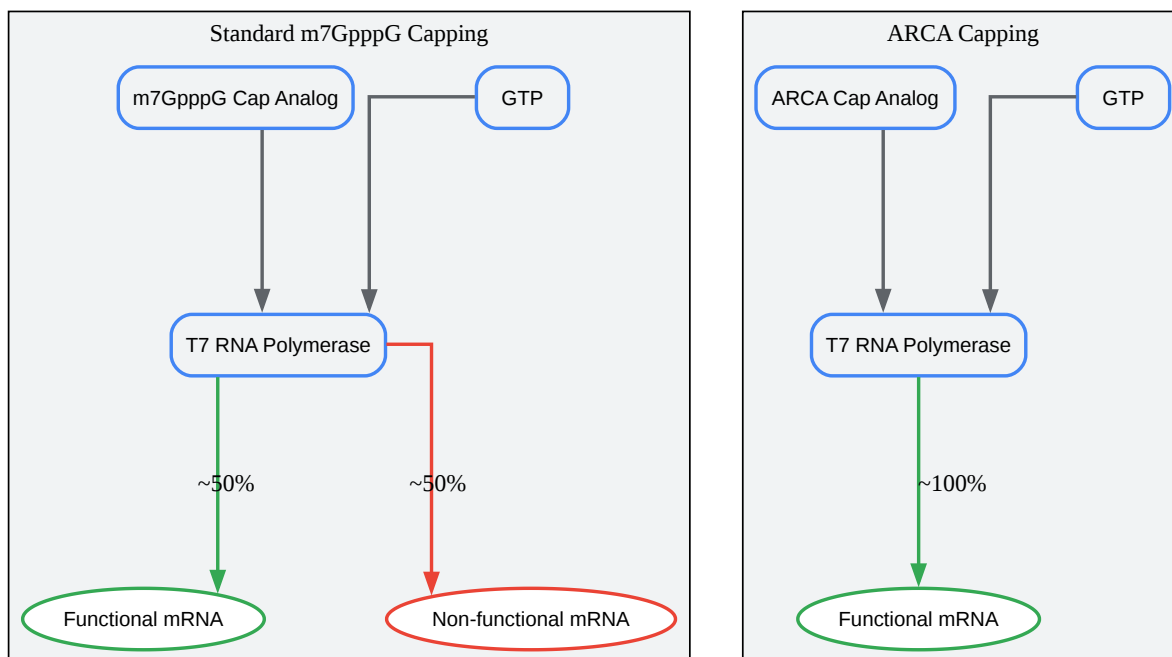 Standard m7GpppG Capping
m7GpppG Cap Analog
GTP
T7 RNA Polymerase
~50%
~50%
Functional mRNA
Non-functional mRNA
ARCA Capping
ARCA Cap Analog
GTP
T7 RNA Polymerase
~100%
Functional mRNA